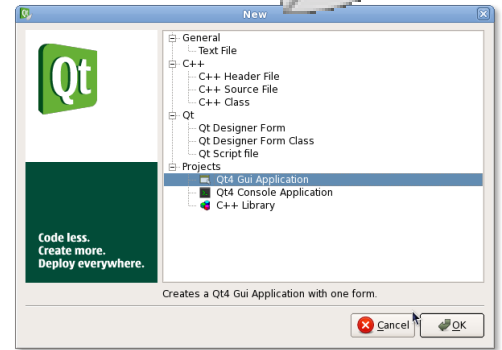 New
Qt
Code less.
Create more.
Deploy everywhere.
General
Text File
C++
C++ Header File
C++ Source File
C++ Class
Qt
Qt Designer Form
Qt Designer Form Class
Qt Script file
Projects
Qt4 Gui Application
Qt4 Console Application
C++ Library
Creates a Qt4 Gui Application with one form.
Cancel
OK